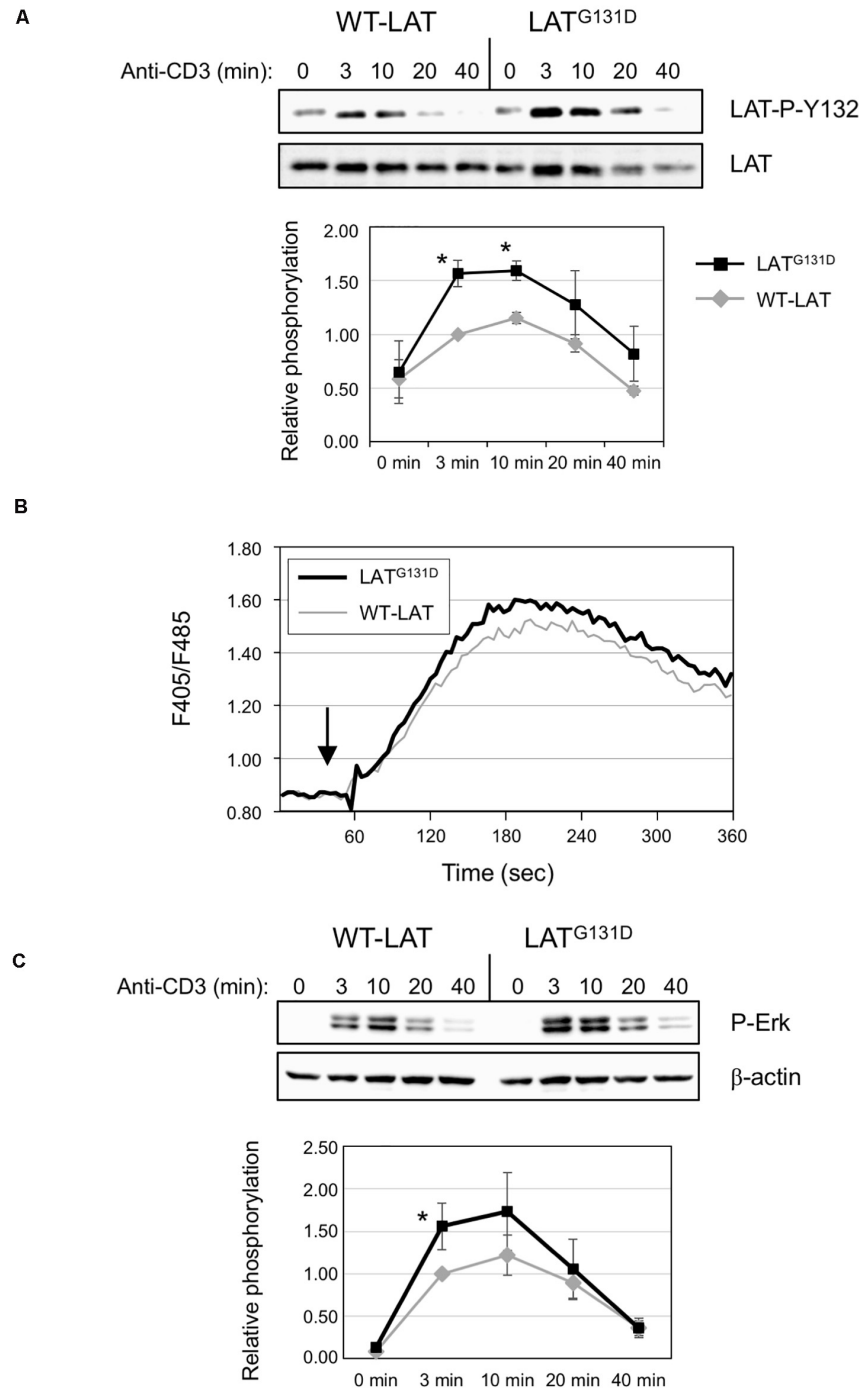 A
WT-LAT LATG131D
Anti-CD3 (min): 0 3 10 20 40 0 3 10 20 40
LAT-P-Y132
LAT
Relative phosphorylation
2.00
1.50
1.00
0.50
0.00
* *
0 min 3 min 10 min 20 min 40 min
LATG131D
WT-LAT
B
F405/F485
1.80
1.60
1.40
1.20
1.00
0.80
LATG131D
WT-LAT
60 120 180 240 300 360
Time (sec)
C
WT-LAT LATG131D
Anti-CD3 (min): 0 3 10 20 40 0 3 10 20 40
P-Erk
β-actin
Relative phosphorylation
2.50
2.00
1.50
1.00
0.50
0.00
*
0 min 3 min 10 min 20 min 40 min